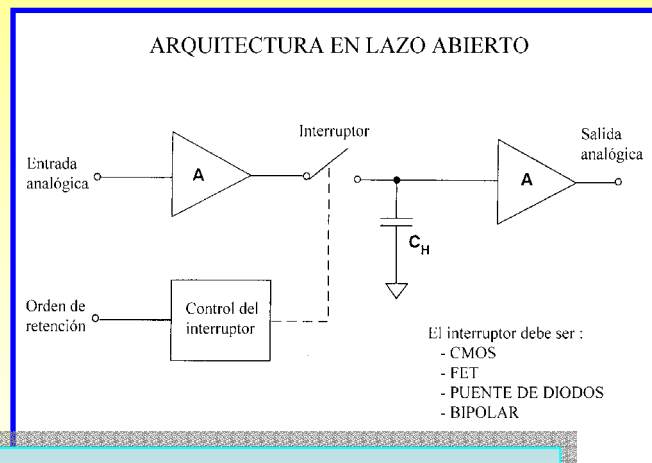 ARQUITECTURA EN LAZO ABIERTO
Interruptor
Salida
analógica
Entrada
analógica
A
A
C_H
Orden de
retención
Control del
interruptor
El interruptor debe ser :
- CMOS
- FET
- PUENTE DE DIODOS
- BIPOLAR